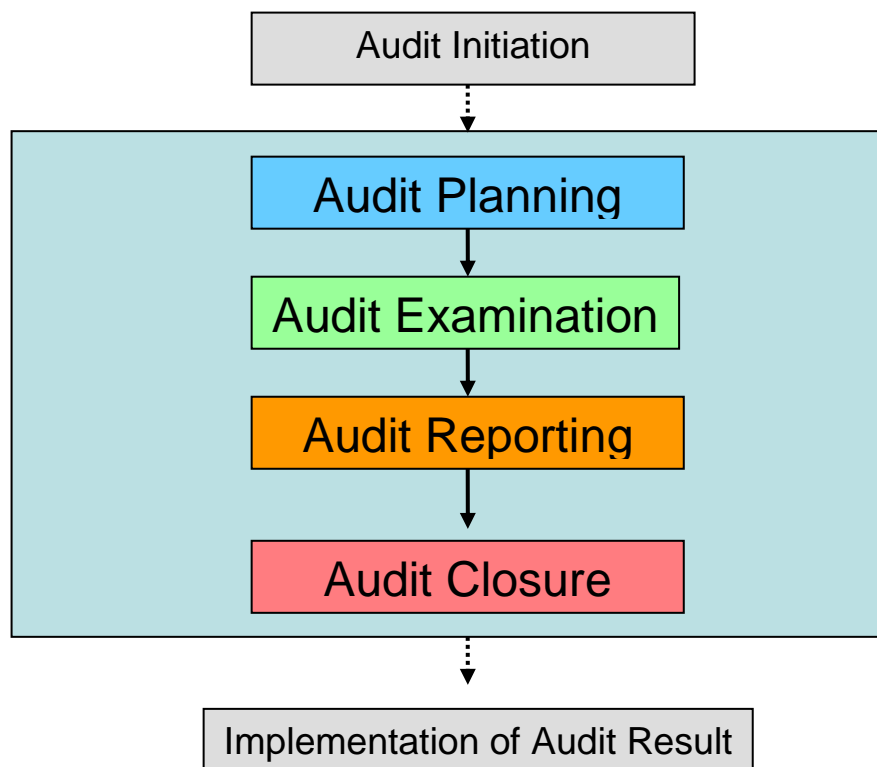 Audit Initiation
Audit Planning
Audit Examination
Audit Reporting
Audit Closure
Implementation of Audit Result